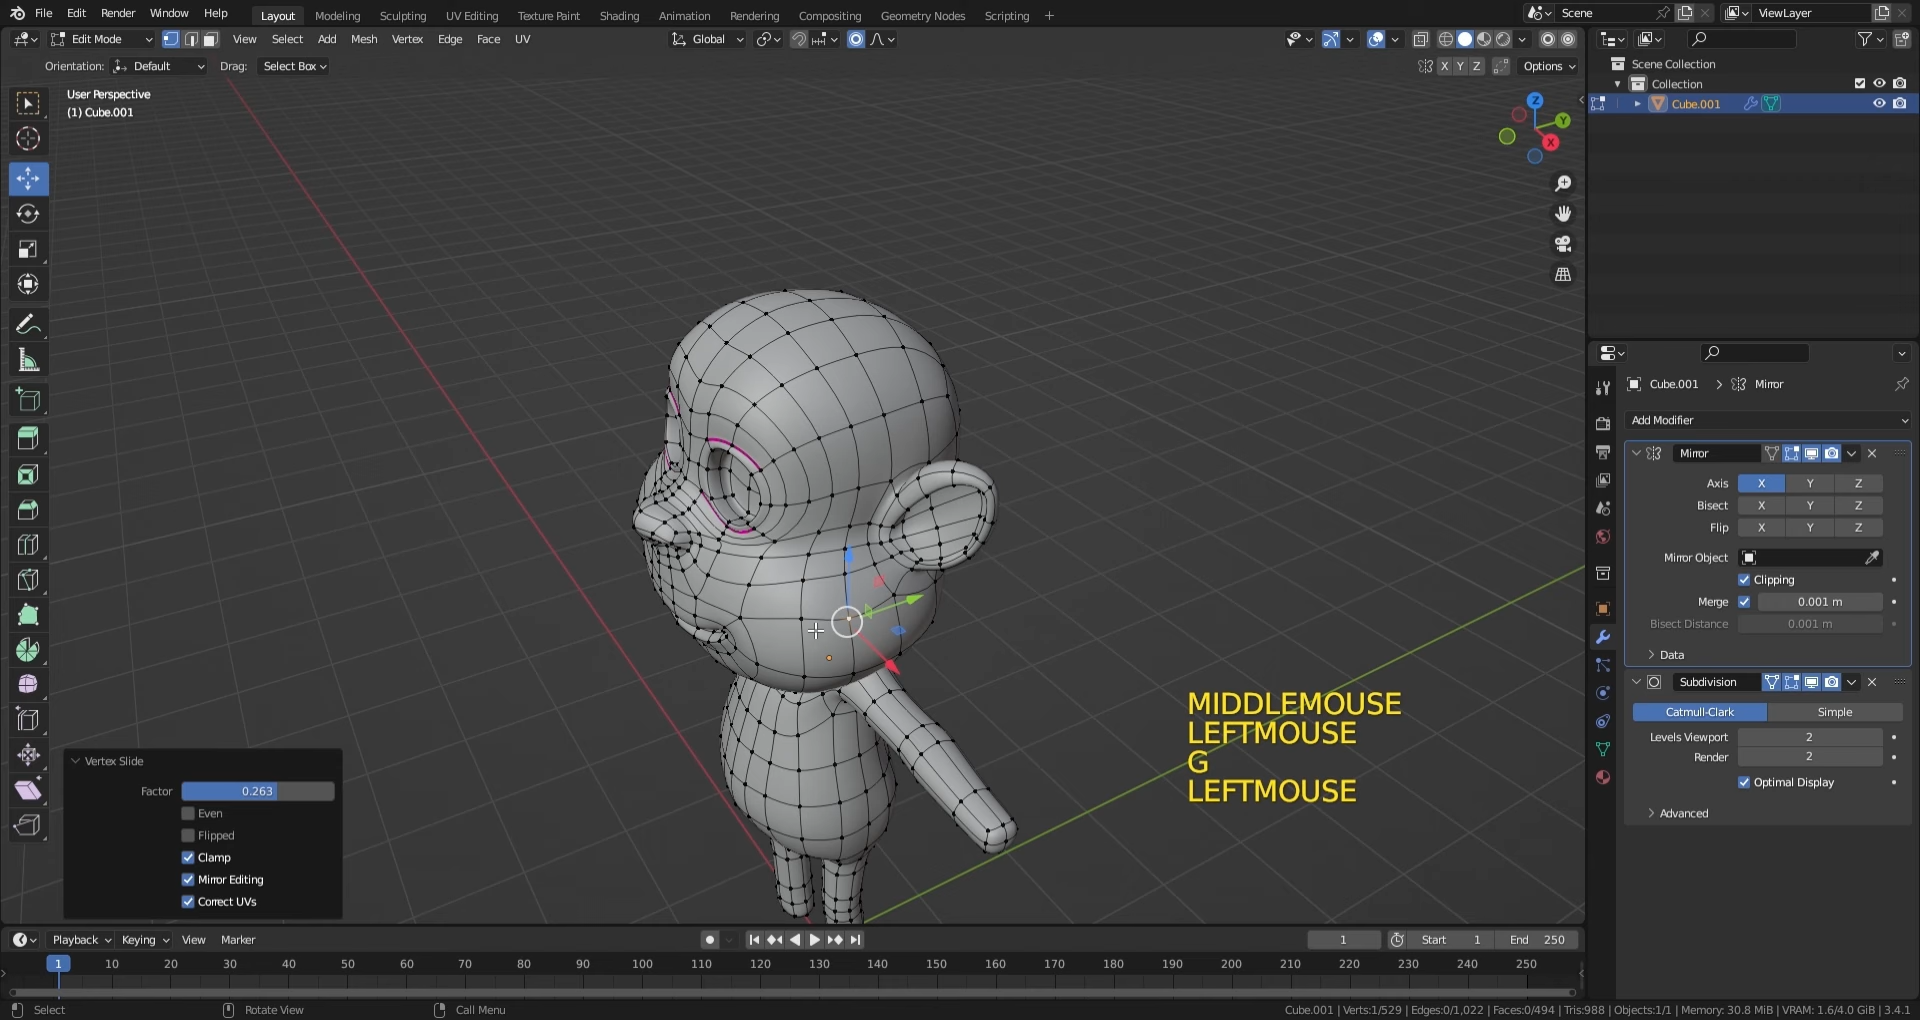 File Edit Render Window Help Layout Modeling Sculpting UV Editing Texture Paint Shading Animation Rendering Compositing Geometry Nodes Scripting + Scene ViewLayer
Edit Mode View Select Add Mesh Vertex Edge Face UV Global
Orientation: Default Drag: Select Box X Y Z Options
User Perspective
(1) Cube.001
Z
Y
X
Scene Collection
Collection
Cube.001
Cube.001 Mirror
Add Modifier
Mirror
Axis X Y Z
Bisect X Y Z
Flip X Y Z
Mirror Object
Clipping
Merge 0.001 m
Bisect Distance 0.001 m
Data
Subdivision
Catmull-Clark Simple
Levels Viewport 2
Render 2
Optimal Display
Advanced
MIDDLEMOUSE
LEFTMOUSE
G
LEFTMOUSE
Vertex Slide
Factor 0.263
Even
Flipped
Clamp
Mirror Editing
Correct UVs
Playback Keying View Marker 1 Start 1 End 250
1 10 20 30 40 50 60 70 80 90 100 110 120 130 140 150 160 170 180 190 200 210 220 230 240 250
Select Rotate View Call Menu Cube.001 | Verts:1/529 | Edges:0/1,022 | Faces:0/494 | Tris:988 | Objects:1/1 | Memory: 30.8 MiB | VRAM: 1.6/4.0 GiB | 3.4.1